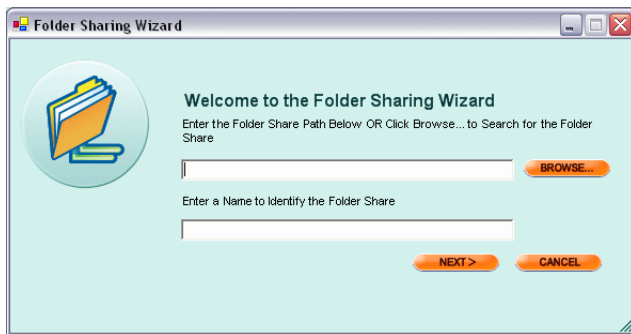 Folder Sharing Wizard
Welcome to the Folder Sharing Wizard
Enter the Folder Share Path Below OR Click Browse... to Search for the Folder
Share
BROWSE...
Enter a Name to Identify the Folder Share
NEXT >
CANCEL